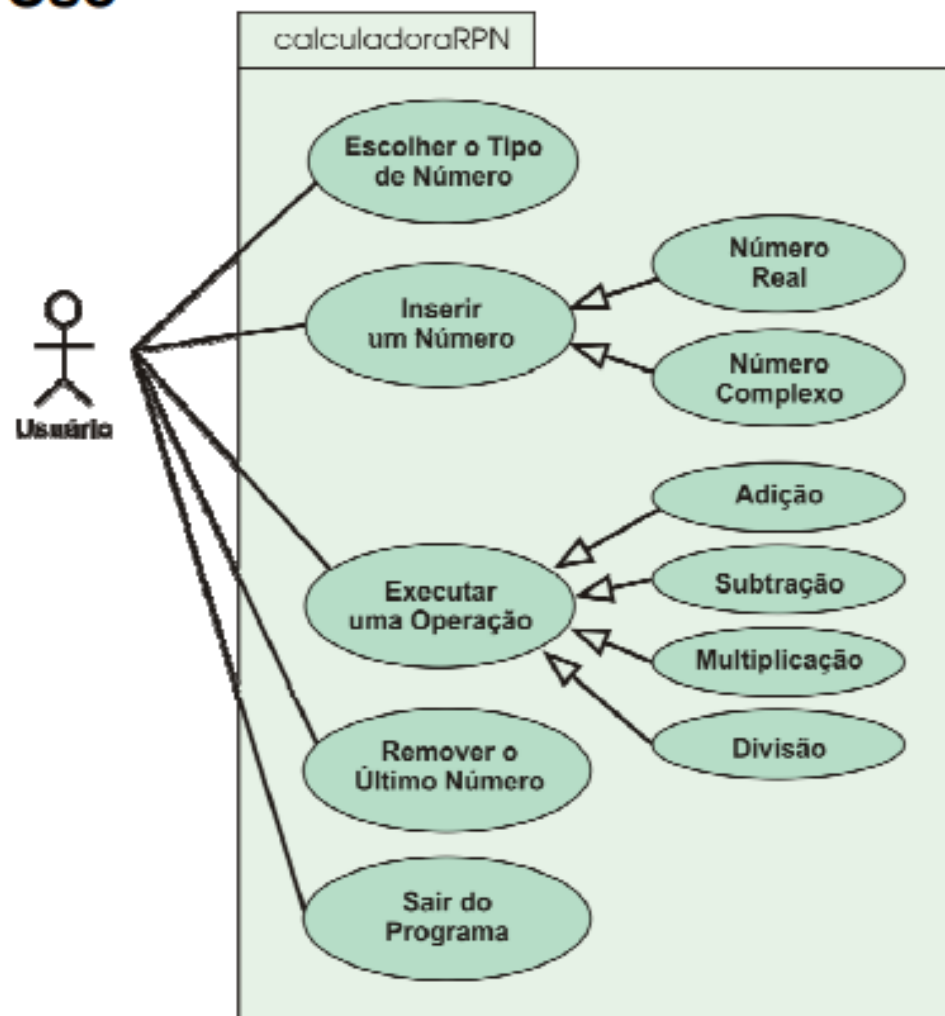 calculadoraRPN
Escolher o Tipo
de Número
Inserir
um Número
Número
Real
Número
Complexo
Usuário
Adição
Subtração
Multiplicação
Divisão
Executar
uma Operação
Remover o
Último Número
Sair do
Programa